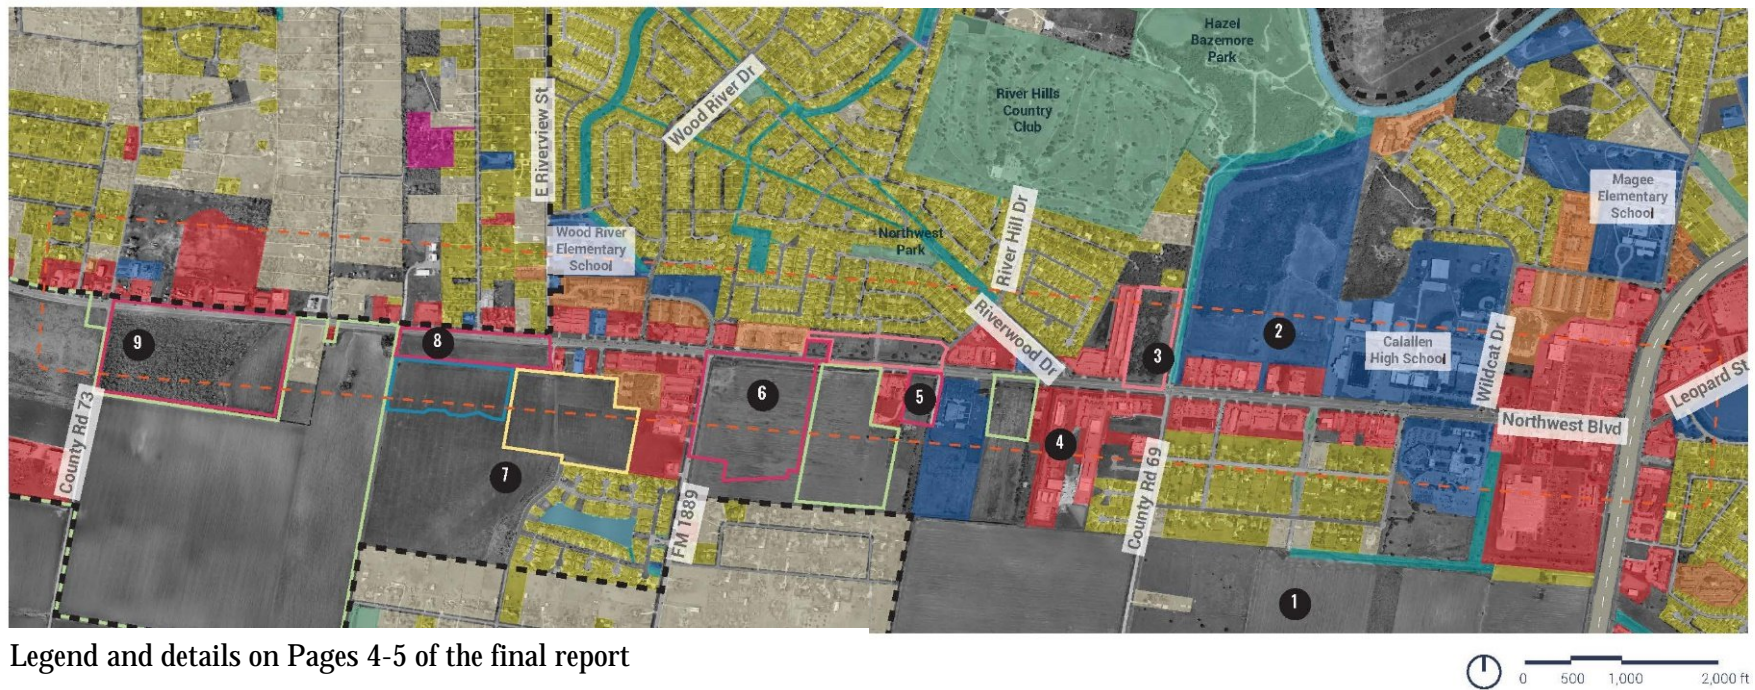 Hazel
Bazemore
Park
River Hills
Country
Club
Wood River Dr
E Riverview St
Magee
Elementary
School
Wood River
Elementary
School
Northwest
Park
River Hill Dr
Riverwood Dr
Calallen
High School
Wildcat Dr
Leopard St
Northwest Blvd
County Rd 73
FM 1889
County Rd 69
9
8
7
6
5
4
3
2
1
Legend and details on Pages 4-5 of the final report
0 500 1,000 2,000 ft